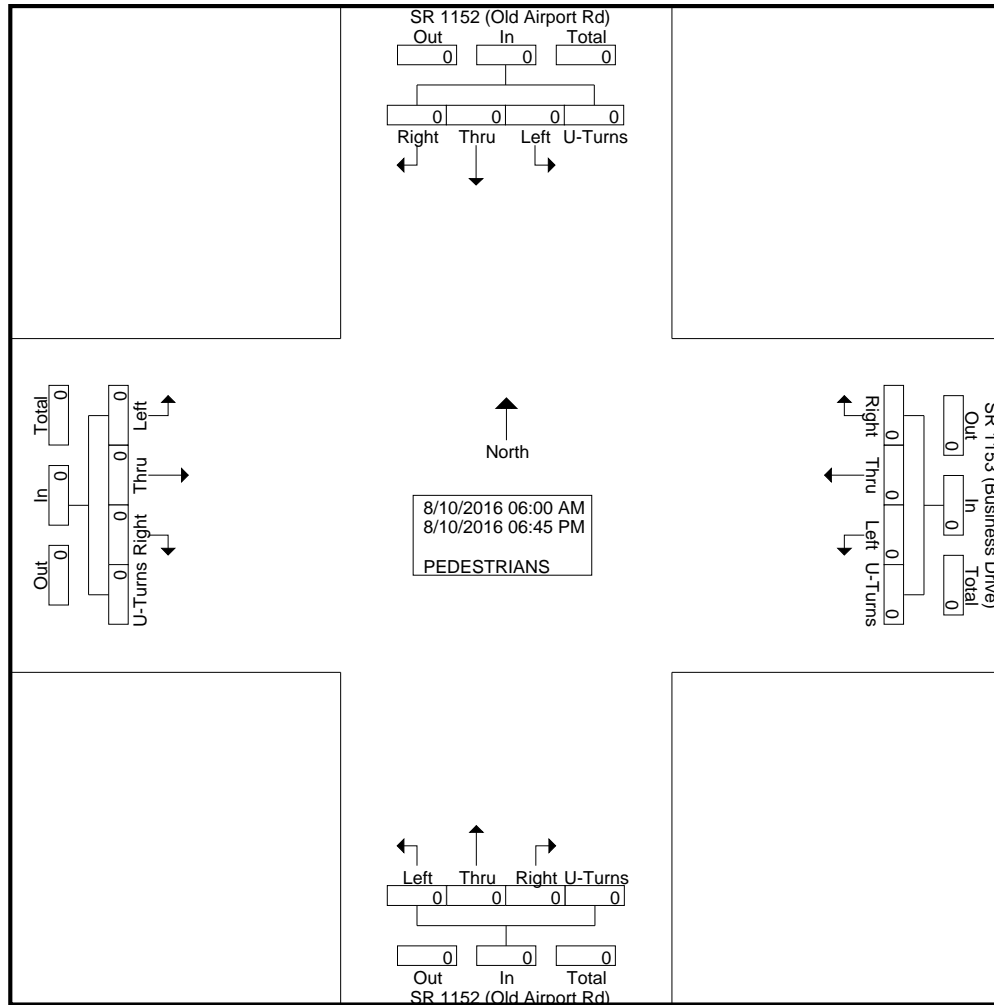 SR 1152 (Old Airport Rd)
Out In Total
0 0 0
0 0 0 0
Right Thru Left U-Turns
Total In Out
0 0 0
0 0 0 0
Left Thru Right U-Turns
North
8/10/2016 06:00 AM
8/10/2016 06:45 PM
PEDESTRIANS
Right Thru Left U-Turns
0 0 0 0
0 0 0
Out In Total
SR 1153 (Business Drive)
Left Thru Right U-Turns
0 0 0 0
0 0 0
Out In Total
SR 1152 (Old Airport Rd)